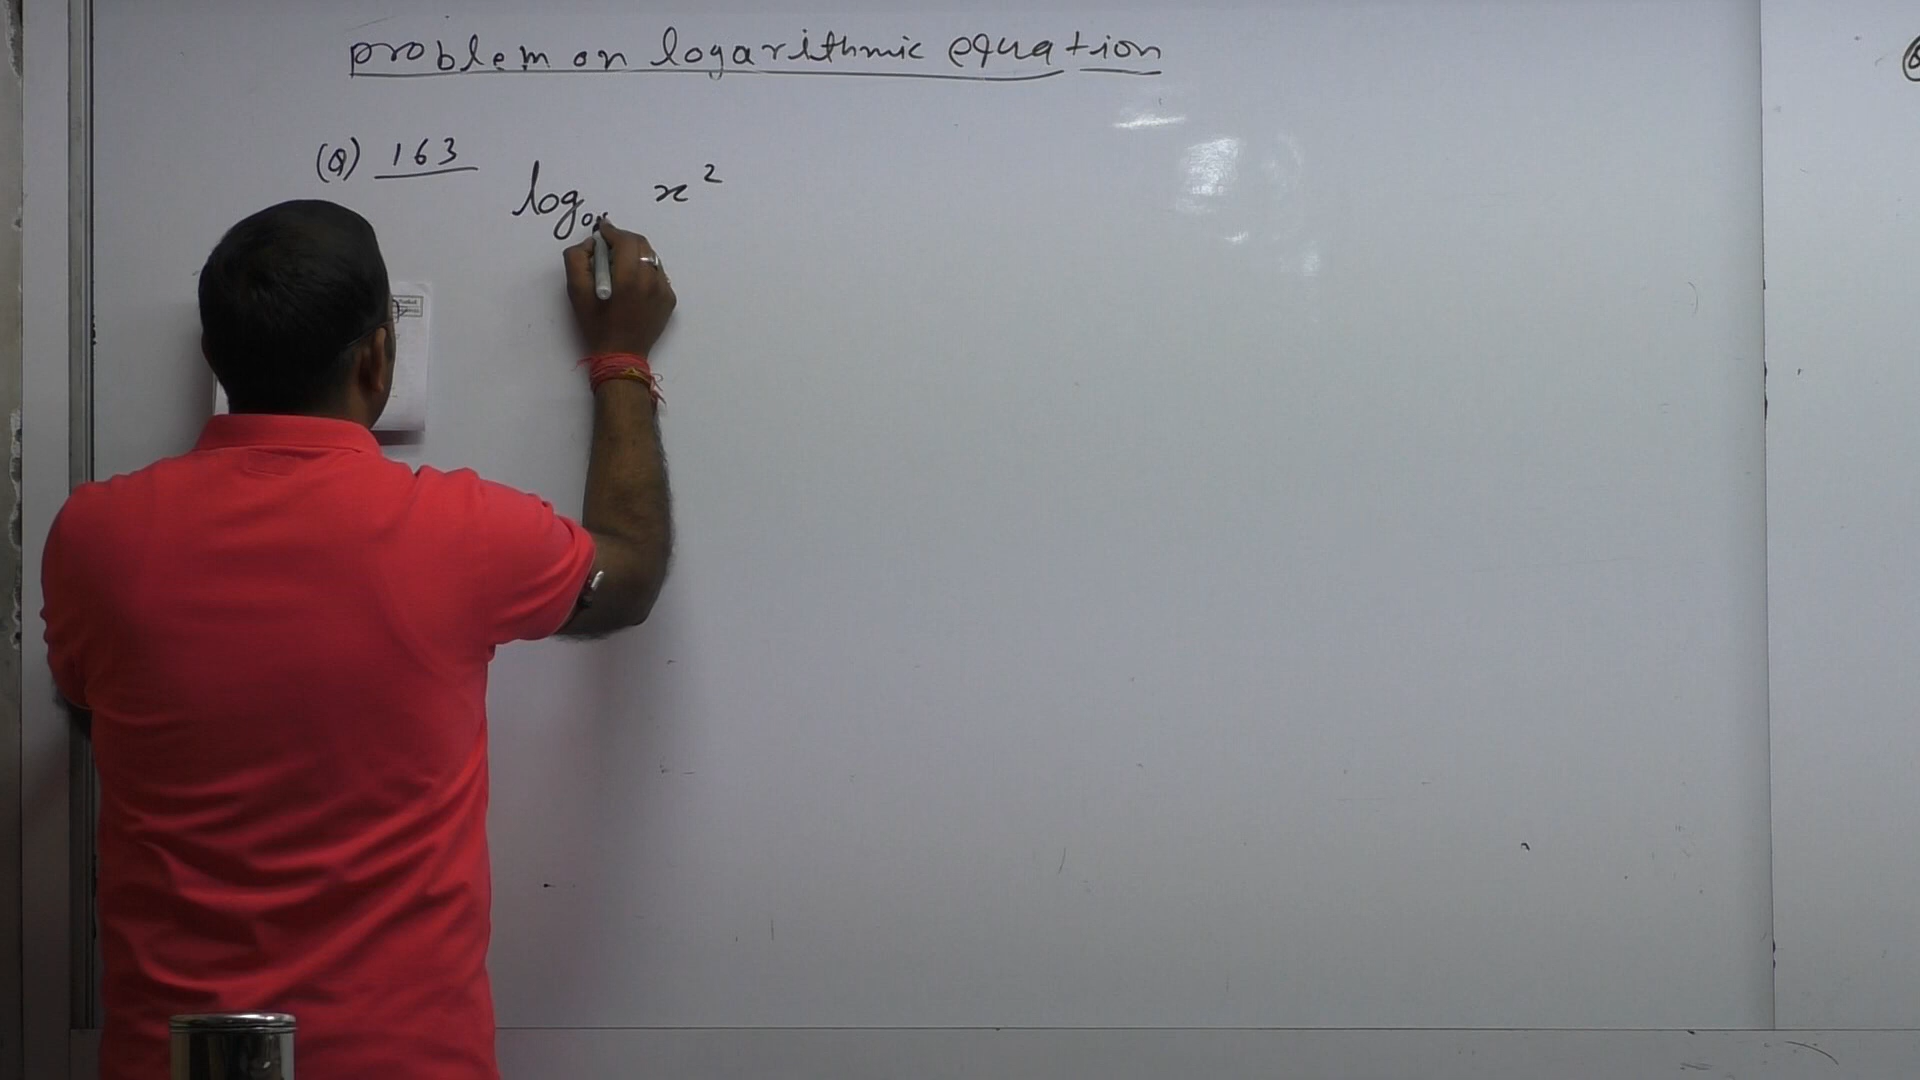 problem on logarithmic equation
(Q) 163
log x²